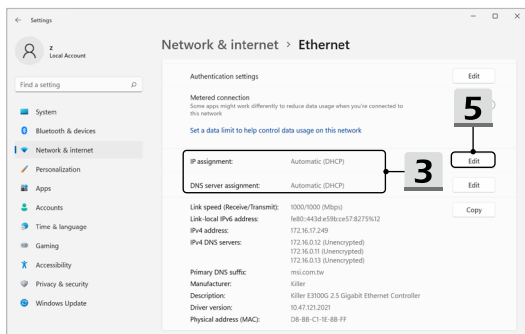 Settings
Network & internet > Ethernet
z
Local Account
Find a setting
System
Bluetooth & devices
Network & internet
Personalization
Apps
Accounts
Time & language
Gaming
Accessibility
Privacy & security
Windows Update
Authentication settings
Edit
Metered connection
Some apps might work differently to reduce data usage when you're connected to
this network
5
Set a data limit to help control data usage on this network
IP assignment: Automatic (DHCP)
Edit
3
DNS server assignment: Automatic (DHCP)
Edit
Link speed (Receive/Transmit): 1000/1000 (Mbps)
Copy
Link-local IPv6 address: fe80::443d:e59b:ce57:8275%12
IPv4 address: 172.16.17.249
IPv4 DNS servers: 172.16.0.12 (Unencrypted)
172.16.0.11 (Unencrypted)
172.16.0.13 (Unencrypted)
Primary DNS suffix: msi.com.tw
Manufacturer: Killer
Description: Killer E3100G 2.5 Gigabit Ethernet Controller
Driver version: 10.47.121.2021
Physical address (MAC): D8-BB-C1-1E-8B-FF